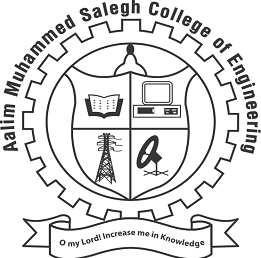 Aalim Muhammed Salegh College of Engineering
O my Lord! Increase me in Knowledge